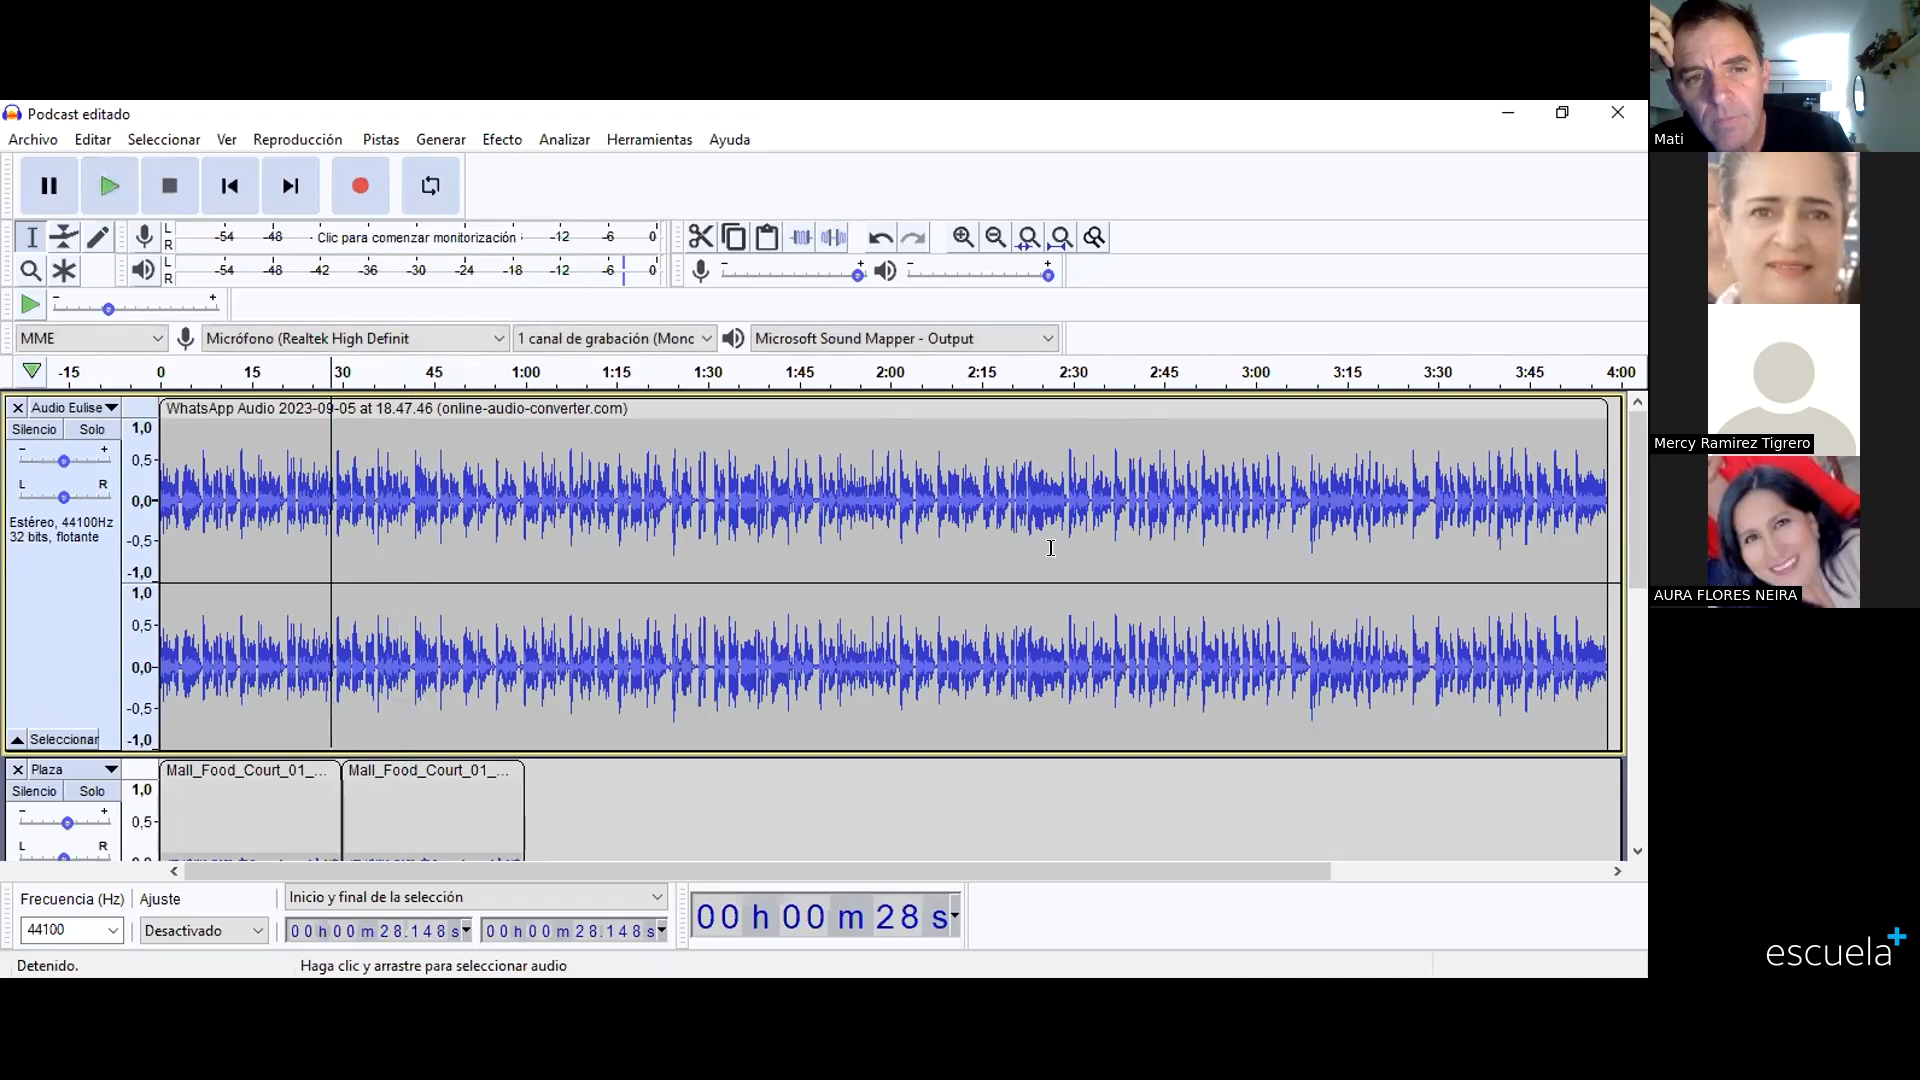 Podcast editado
Archivo Editar Seleccionar Ver Reproducción Pistas Generar Efecto Analizar Herramientas Ayuda
L
R
-54 -48 Clic para comenzar monitorización -12 -6 0
L
R
-54 -48 -42 -36 -30 -24 -18 -12 -6 0
MME Micrófono (Realtek High Definit 1 canal de grabación (Monc Microsoft Sound Mapper - Output
-15 0 15 30 45 1:00 1:15 1:30 1:45 2:00 2:15 2:30 2:45 3:00 3:15 3:30 3:45 4:00
Audio Eulise WhatsApp Audio 2023-09-05 at 18.47.46 (online-audio-converter.com)
Silencio Solo
L R
Estéreo, 44100Hz
32 bits, flotante
Seleccionar
1,0
0,5
0,0
-0,5
-1,0
1,0
0,5
0,0
-0,5
-1,0
Plaza Mall_Food_Court_01_... Mall_Food_Court_01_...
Silencio Solo
L R
1,0
0,5
Frecuencia (Hz) Ajuste Inicio y final de la selección
44100 Desactivado 00 h 00 m 28.148 s 00 h 00 m 28.148 s
00 h 00 m 28 s
Detenido. Haga clic y arrastre para seleccionar audio
Mati
Mercy Ramirez Tigrero
AURA FLORES NEIRA
escuela+